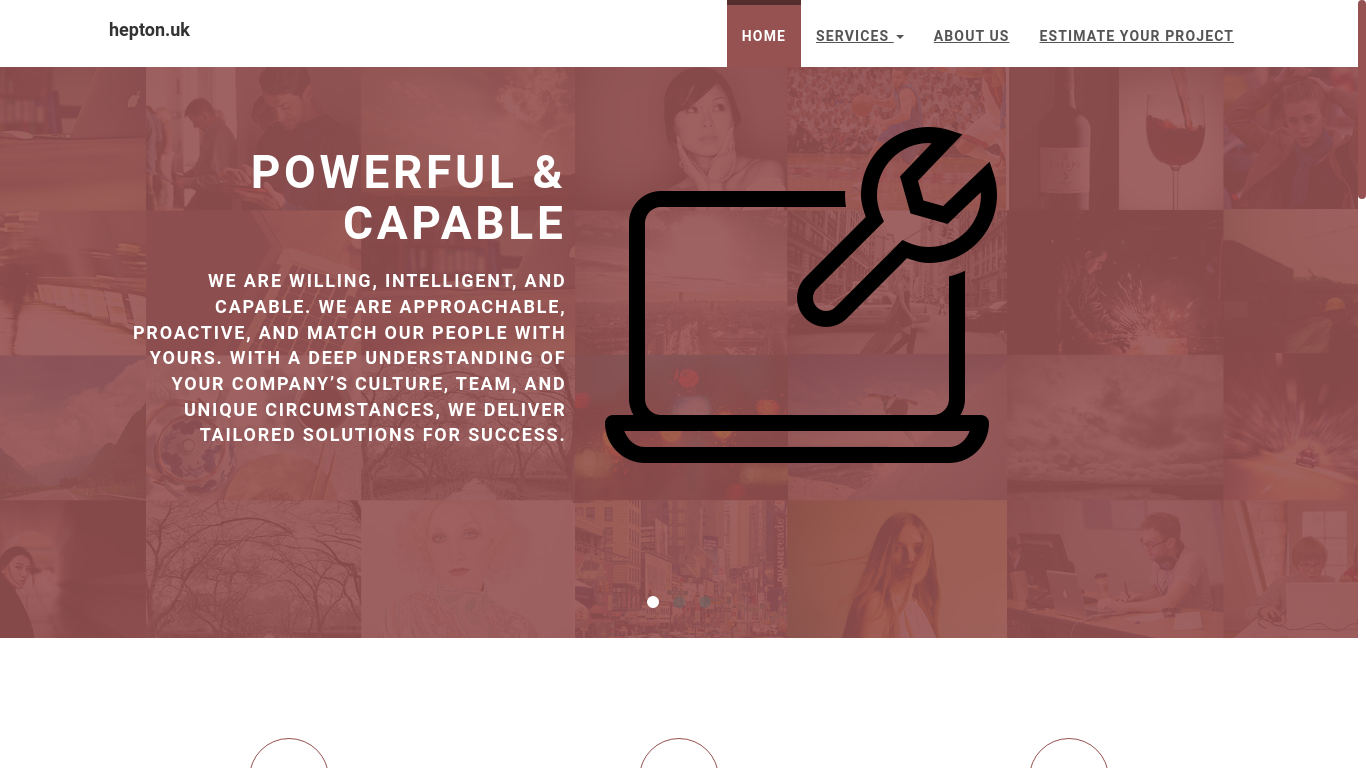 hepton.uk
HOME
SERVICES
ABOUT US
ESTIMATE YOUR PROJECT
POWERFUL &
CAPABLE
WE ARE WILLING, INTELLIGENT, AND
CAPABLE. WE ARE APPROACHABLE,
PROACTIVE, AND MATCH OUR PEOPLE WITH
YOURS. WITH A DEEP UNDERSTANDING OF
YOUR COMPANY’S CULTURE, TEAM, AND
UNIQUE CIRCUMSTANCES, WE DELIVER
TAILORED SOLUTIONS FOR SUCCESS.